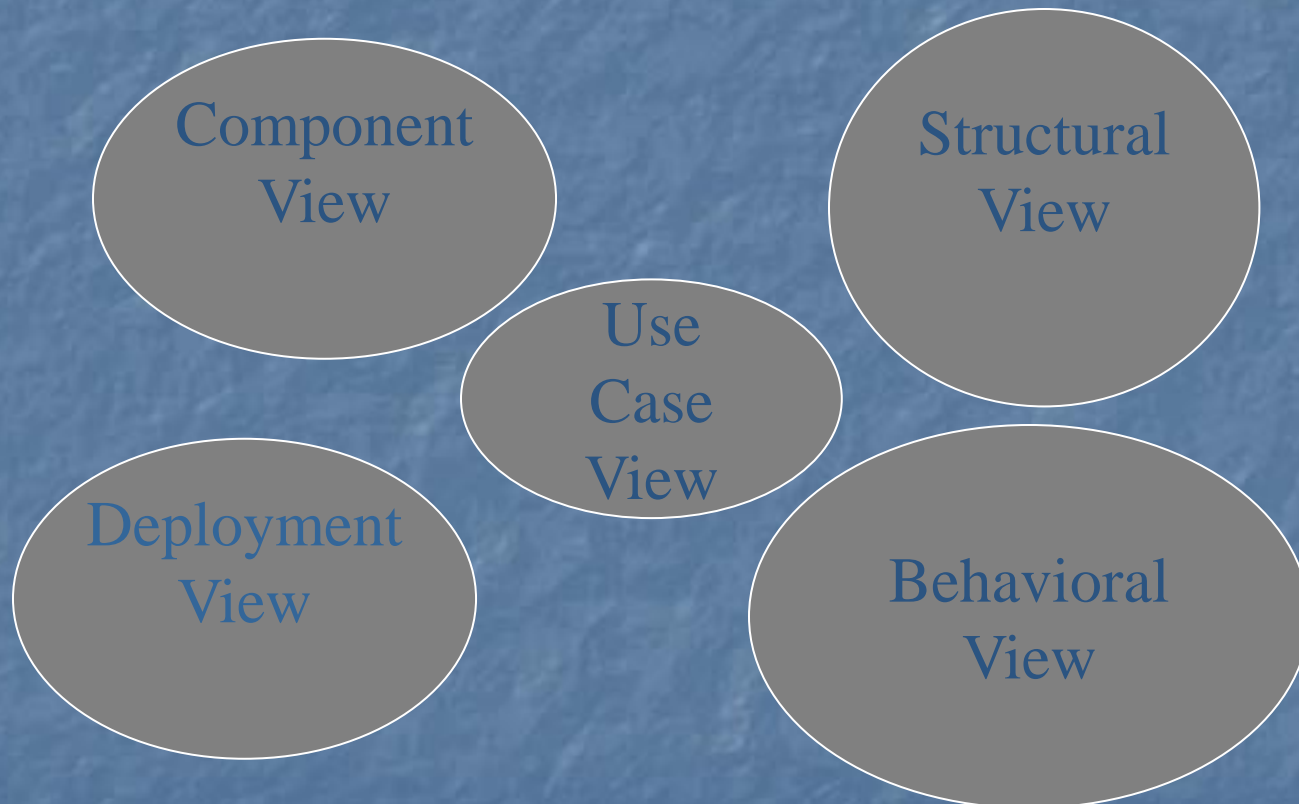 Component
View
Structural
View
Use
Case
View
Deployment
View
Behavioral
View